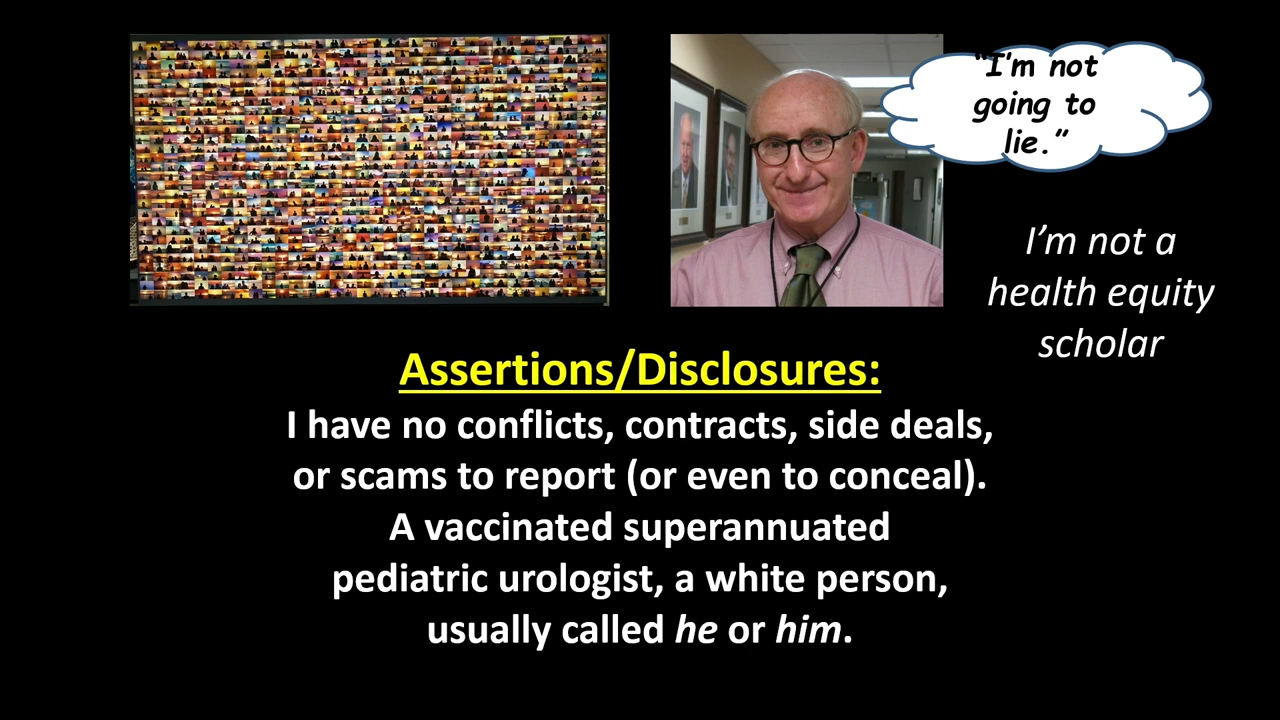 "I'm not
going to
lie."
I'm not a
health equity
scholar
Assertions/Disclosures:
I have no conflicts, contracts, side deals,
or scams to report (or even to conceal).
A vaccinated superannuated
pediatric urologist, a white person,
usually called he or him.